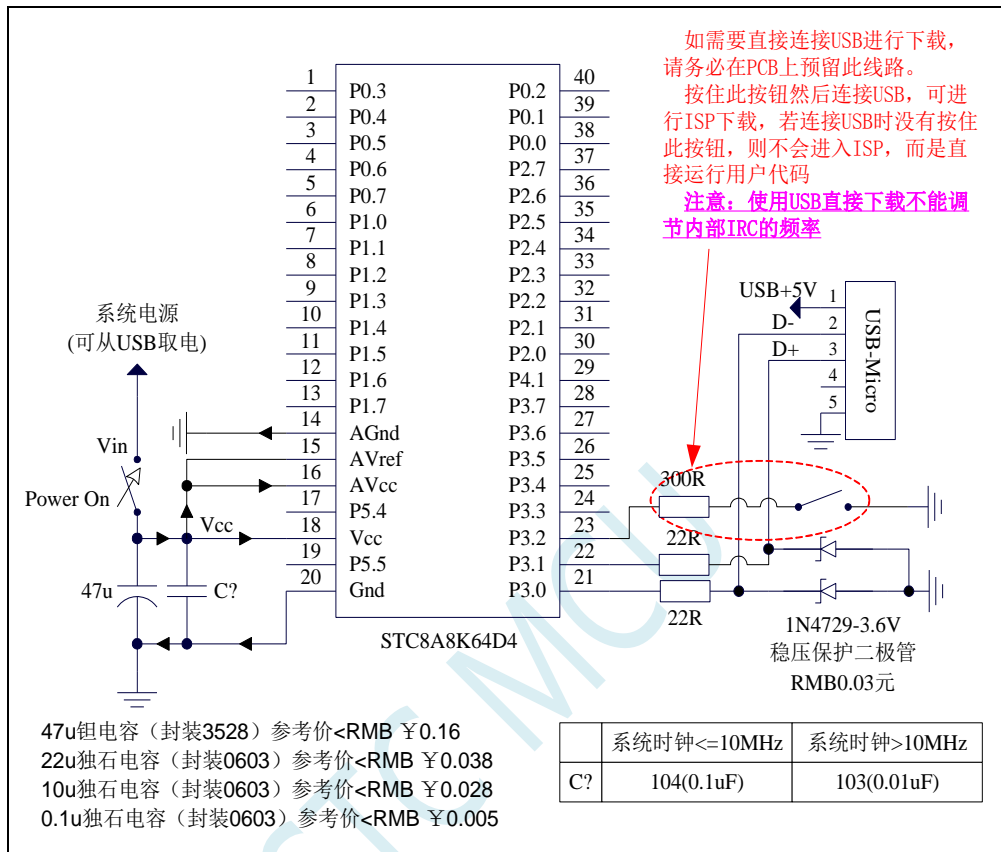 如需要直接连接USB进行下载，
请务必在PCB上预留此线路。
按住此按钮然后连接USB，可进
行ISP下载，若连接USB时没有按住
此按钮，则不会进入ISP，而是直
接运行用户代码
注意：使用USB直接下载不能调
节内部IRC的频率
1 P0.3 P0.2 40
2 P0.4 P0.1 39
3 P0.5 P0.0 38
4 P0.6 P2.7 37
5 P0.7 P2.6 36
6 P1.0 P2.5 35
7 P1.1 P2.4 34
8 P1.2 P2.3 33
9 P1.3 P2.2 32
10 P1.4 P2.1 31
11 P1.5 P2.0 30
12 P1.6 P4.1 29
13 P1.7 P3.7 28
14 AGnd P3.6 27
15 AVref P3.5 26
16 AVcc P3.4 25
17 P5.4 P3.3 24
18 Vcc P3.2 23
19 P5.5 P3.1 22
20 Gnd P3.0 21
STC8A8K64D4
系统电源
(可从USB取电)
Vin
Power On
Vcc
47u
C?
USB+5V 1
D- 2
D+ 3
4
5
USB-Micro
300R
22R
22R
1N4729-3.6V
稳压保护二极管
RMB0.03元
47u钽电容（封装3528）参考价<RMB ￥0.16
22u独石电容（封装0603）参考价<RMB ￥0.038
10u独石电容（封装0603）参考价<RMB ￥0.028
0.1u独石电容（封装0603）参考价<RMB ￥0.005
系统时钟<=10MHz 系统时钟>10MHz
C? 104(0.1uF) 103(0.01uF)
STC MCU